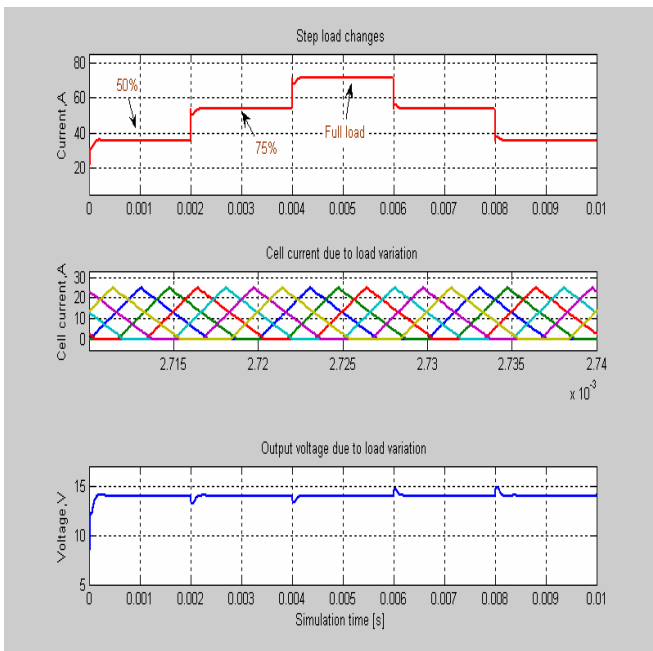 Step load changes
Current,A
80
60
40
20
50%
75%
Full load
0 0.001 0.002 0.003 0.004 0.005 0.006 0.007 0.008 0.009 0.01
Cell current due to load variation
Cell current,A
30
20
10
0
2.715 2.72 2.725 2.73 2.735 2.74
x 10-3
Output voltage due to load variation
Voltage,V
15
10
5
0 0.001 0.002 0.003 0.004 0.005 0.006 0.007 0.008 0.009 0.01
Simulation time [s]